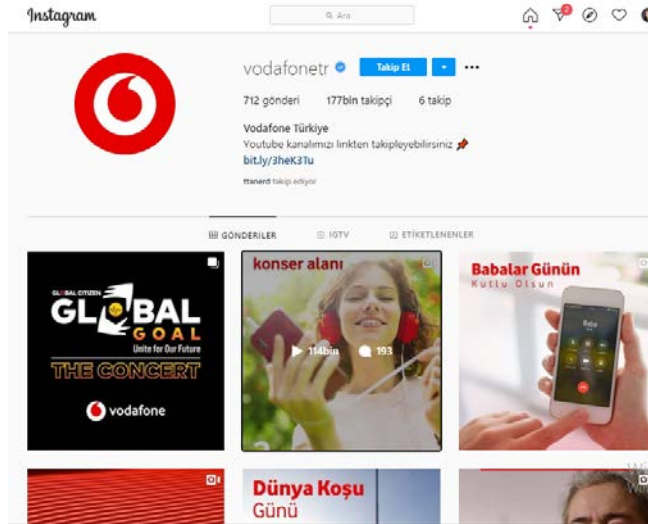 Instagram
Ara
2
vodafonetr
Takip Et
712 gönderi 177bin takipçi 6 takip
Vodafone Türkiye
Youtube kanalımızı linkten takipleyebilirsiniz
bit.ly/3heK3Tu
ttanerd takip ediyor
GÖNDERİLER IGTV ETİKETLENENLER
GLOBAL CITIZEN
GLOBAL
GOAL
Unite for Our Future
THE CONCERT
vodafone
konser alanı
114bin 193
Babalar Günün
Kutlu Olsun
Baba
Dünya Koşu
Günü